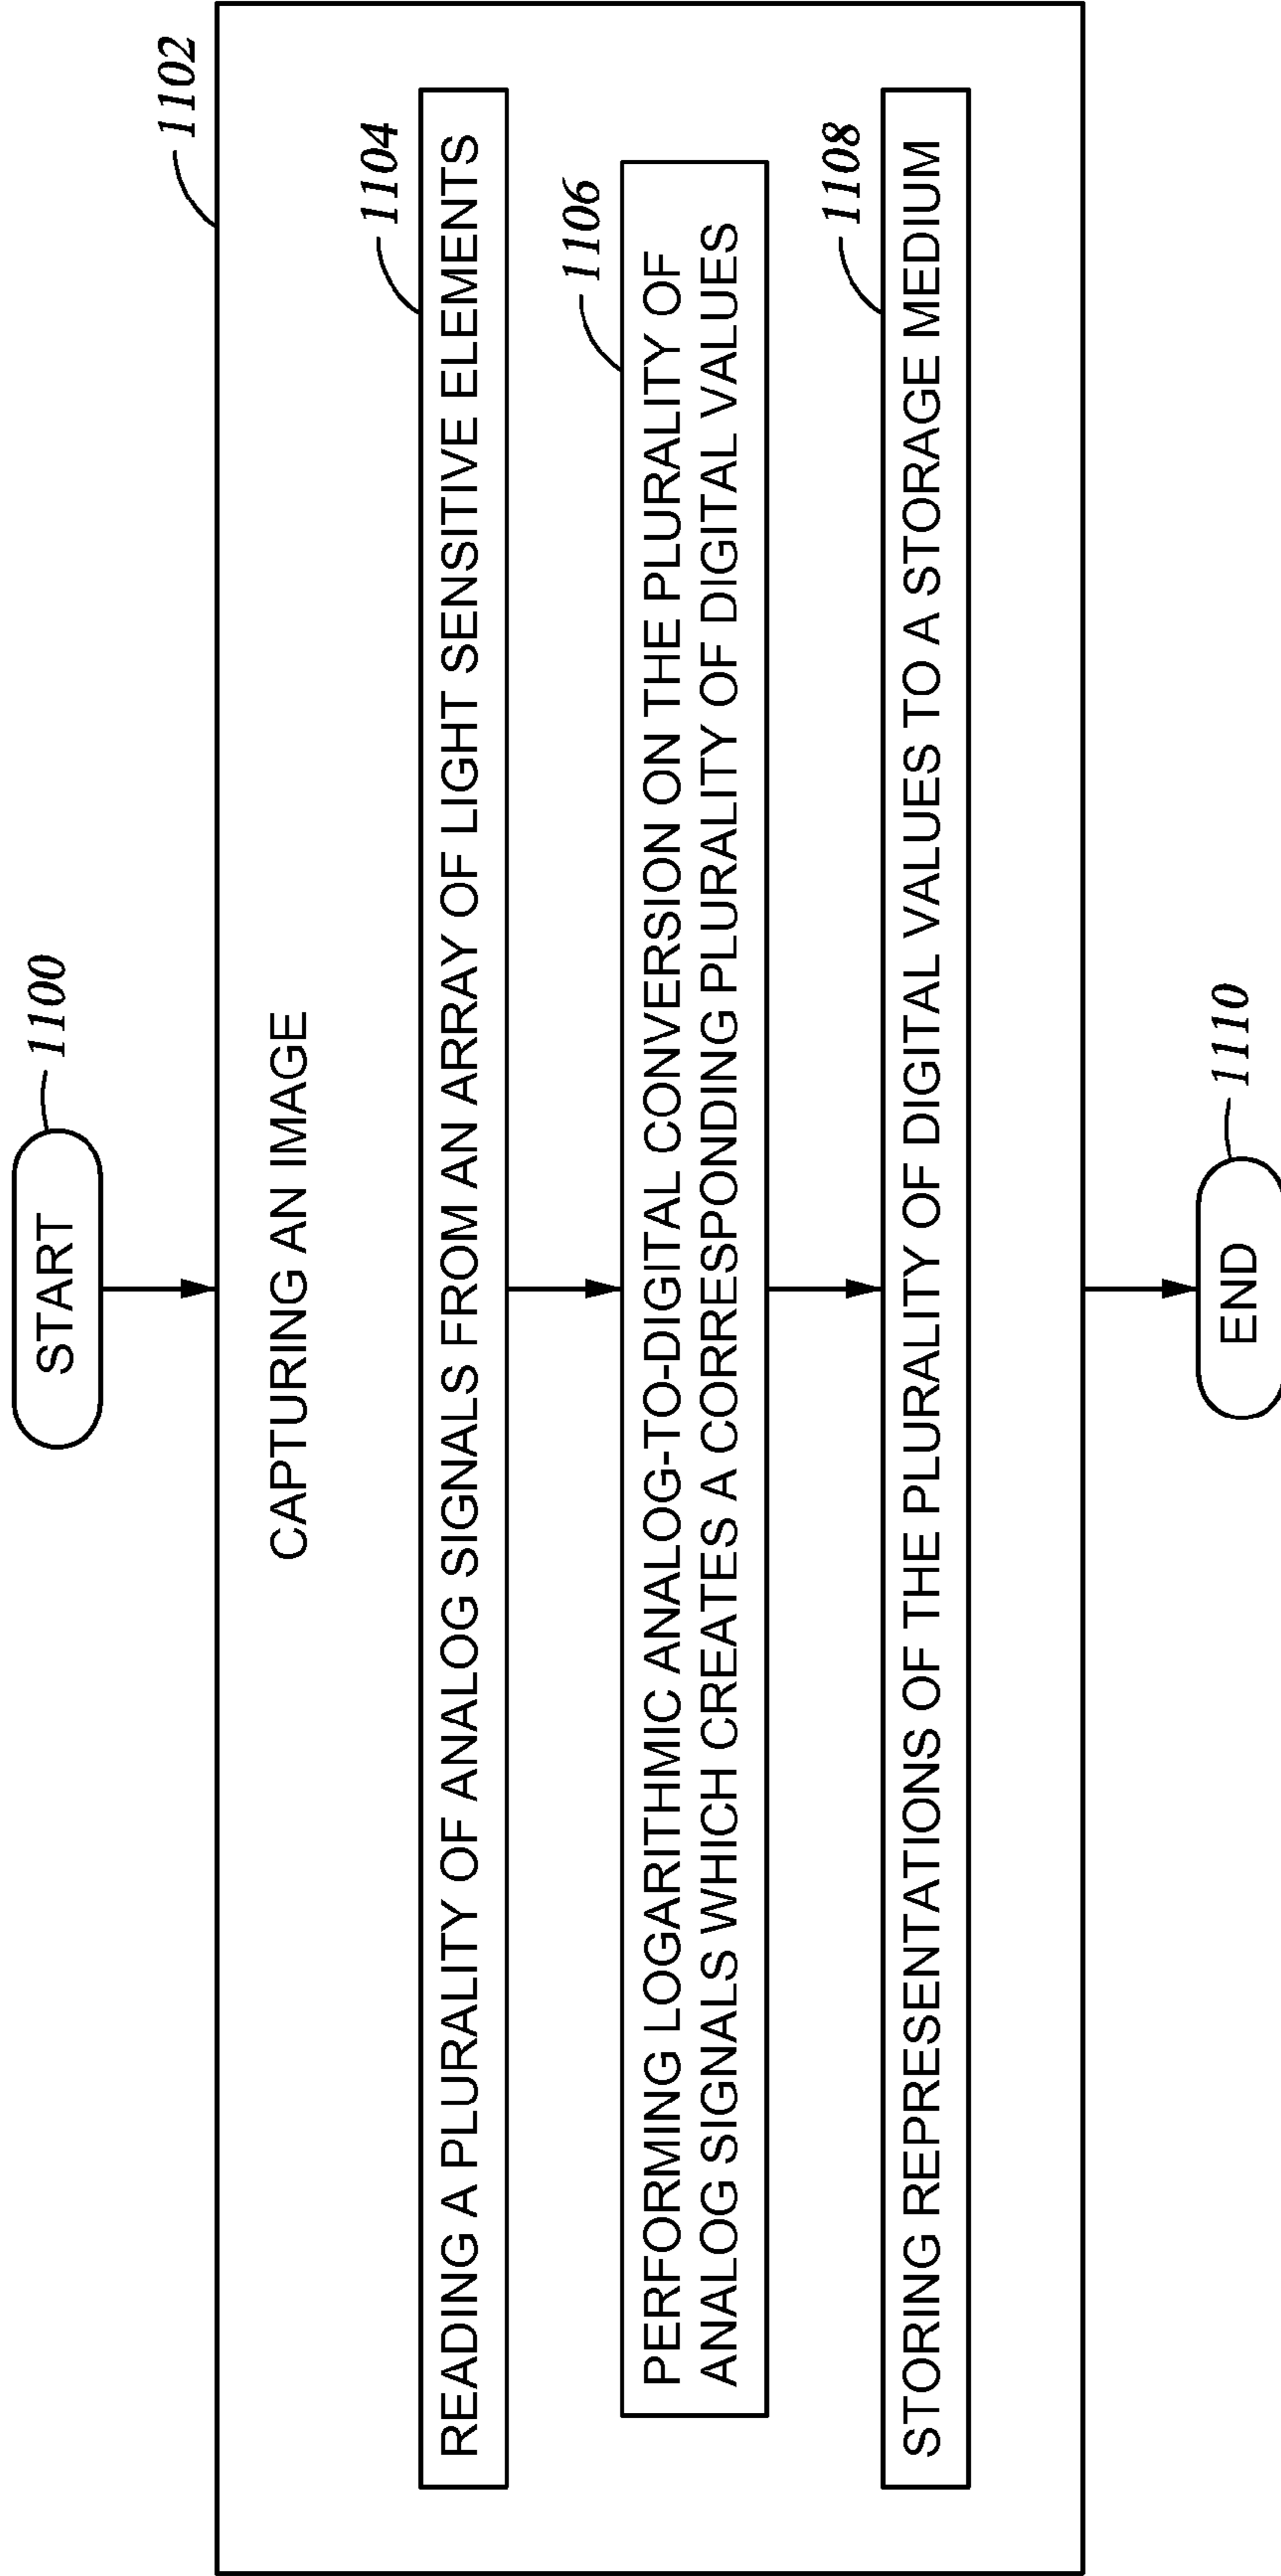 START
1100
1102
CAPTURING AN IMAGE
1104
READING A PLURALITY OF ANALOG SIGNALS FROM AN ARRAY OF LIGHT SENSITIVE ELEMENTS
1106
PERFORMING LOGARITHMIC ANALOG-TO-DIGITAL CONVERSION ON THE PLURALITY OF
ANALOG SIGNALS WHICH CREATES A CORRESPONDING PLURALITY OF DIGITAL VALUES
1108
STORING REPRESENTATIONS OF THE PLURALITY OF DIGITAL VALUES TO A STORAGE MEDIUM
END
1110